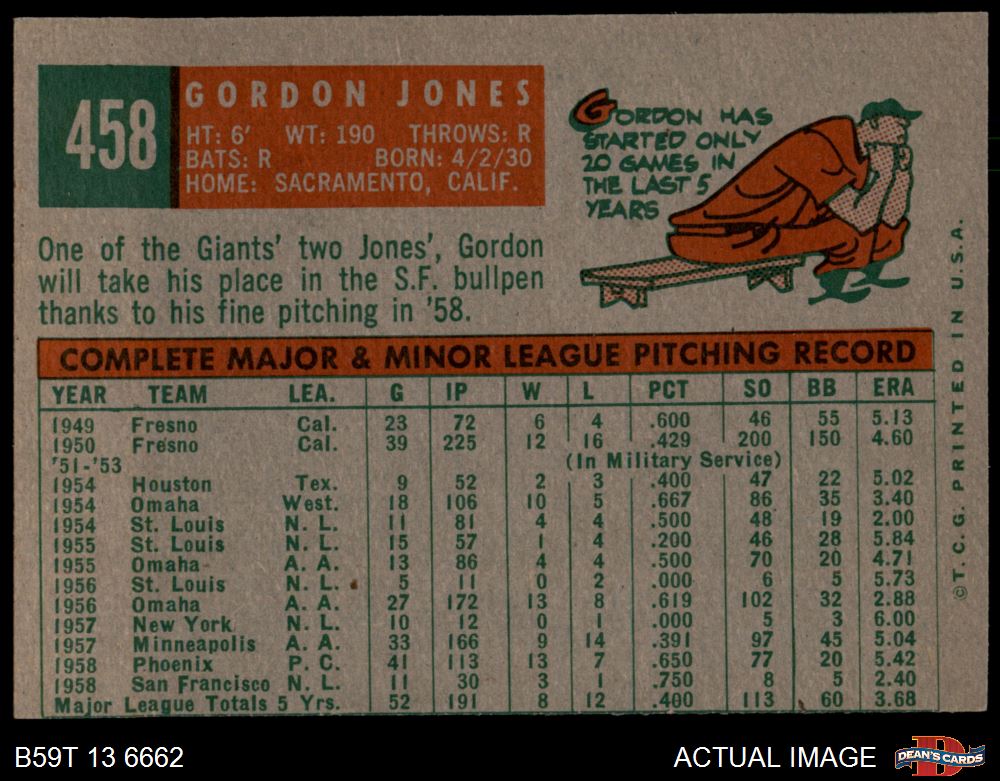 458
GORDON JONES
HT: 6' WT: 190 THROWS: R
BATS: R BORN: 4/2/30
HOME: SACRAMENTO, CALIF.
GORDON HAS
STARTED ONLY
20 GAMES IN
THE LAST 5
YEARS
One of the Giants' two Jones', Gordon
will take his place in the S.F. bullpen
thanks to his fine pitching in '58.
COMPLETE MAJOR & MINOR LEAGUE PITCHING RECORD
YEAR TEAM LEA. G IP W L PCT SO BB ERA
1949 Fresno Cal. 23 72 6 4 .600 46 55 5.13
1950 Fresno Cal. 39 225 12 16 .429 200 150 4.60
'51-'53 (In Military Service)
1954 Houston Tex. 9 52 2 3 .400 47 22 5.02
1954 Omaha West. 18 106 10 5 .667 86 35 3.40
1954 St. Louis N. L. 11 81 4 4 .500 48 19 2.00
1955 St. Louis N. L. 15 57 1 4 .200 46 28 5.84
1955 Omaha A. A. 13 86 4 4 .500 70 20 4.71
1956 St. Louis N. L. 5 11 0 2 .000 6 5 5.73
1956 Omaha A. A. 27 172 13 8 .619 102 32 2.88
1957 New York N. L. 10 12 0 1 .000 5 3 6.00
1957 Minneapolis A. A. 33 166 9 14 .391 97 45 5.04
1958 Phoenix P. C. 41 113 13 7 .650 77 20 5.42
1958 San Francisco N. L. 11 30 3 1 .750 8 5 2.40
Major League Totals 5 Yrs. 52 191 8 12 .400 113 60 3.68
©T. C. G. PRINTED IN U.S.A.
B59T 13 6662
ACTUAL IMAGE
D
DEAN'S CARDS